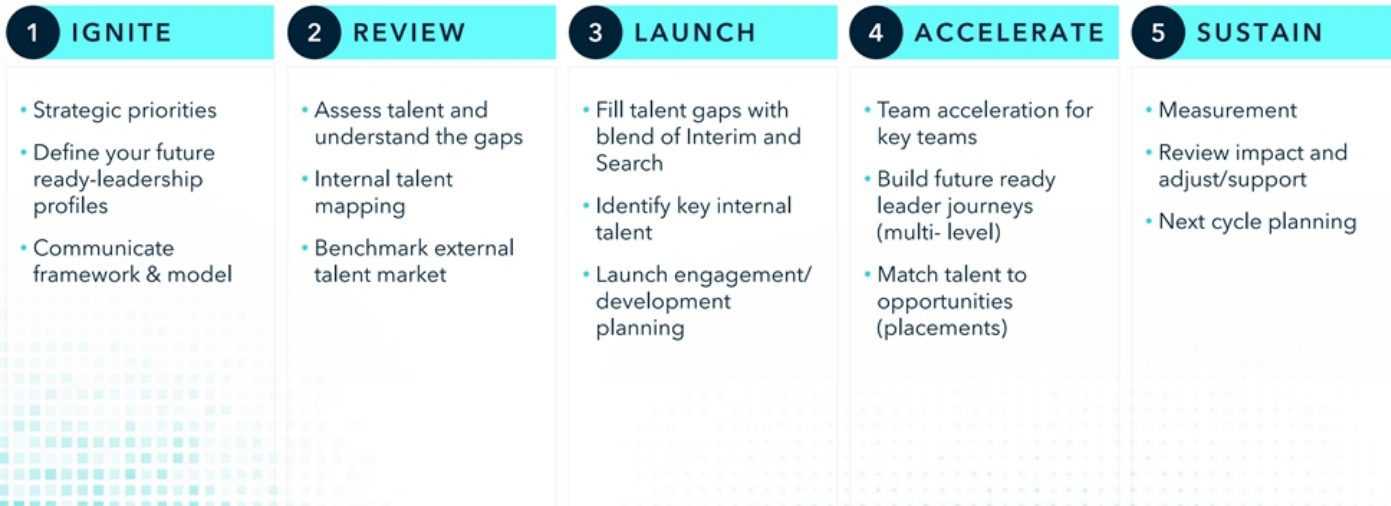 1 IGNITE
• Strategic priorities
• Define your future
ready-leadership
profiles
• Communicate
framework & model
2 REVIEW
• Assess talent and
understand the gaps
• Internal talent
mapping
• Benchmark external
talent market
3 LAUNCH
• Fill talent gaps with
blend of Interim and
Search
• Identify key internal
talent
• Launch engagement/
development
planning
4 ACCELERATE
• Team acceleration for
key teams
• Build future ready
leader journeys
(multi- level)
• Match talent to
opportunities
(placements)
5 SUSTAIN
• Measurement
• Review impact and
adjust/support
• Next cycle planning